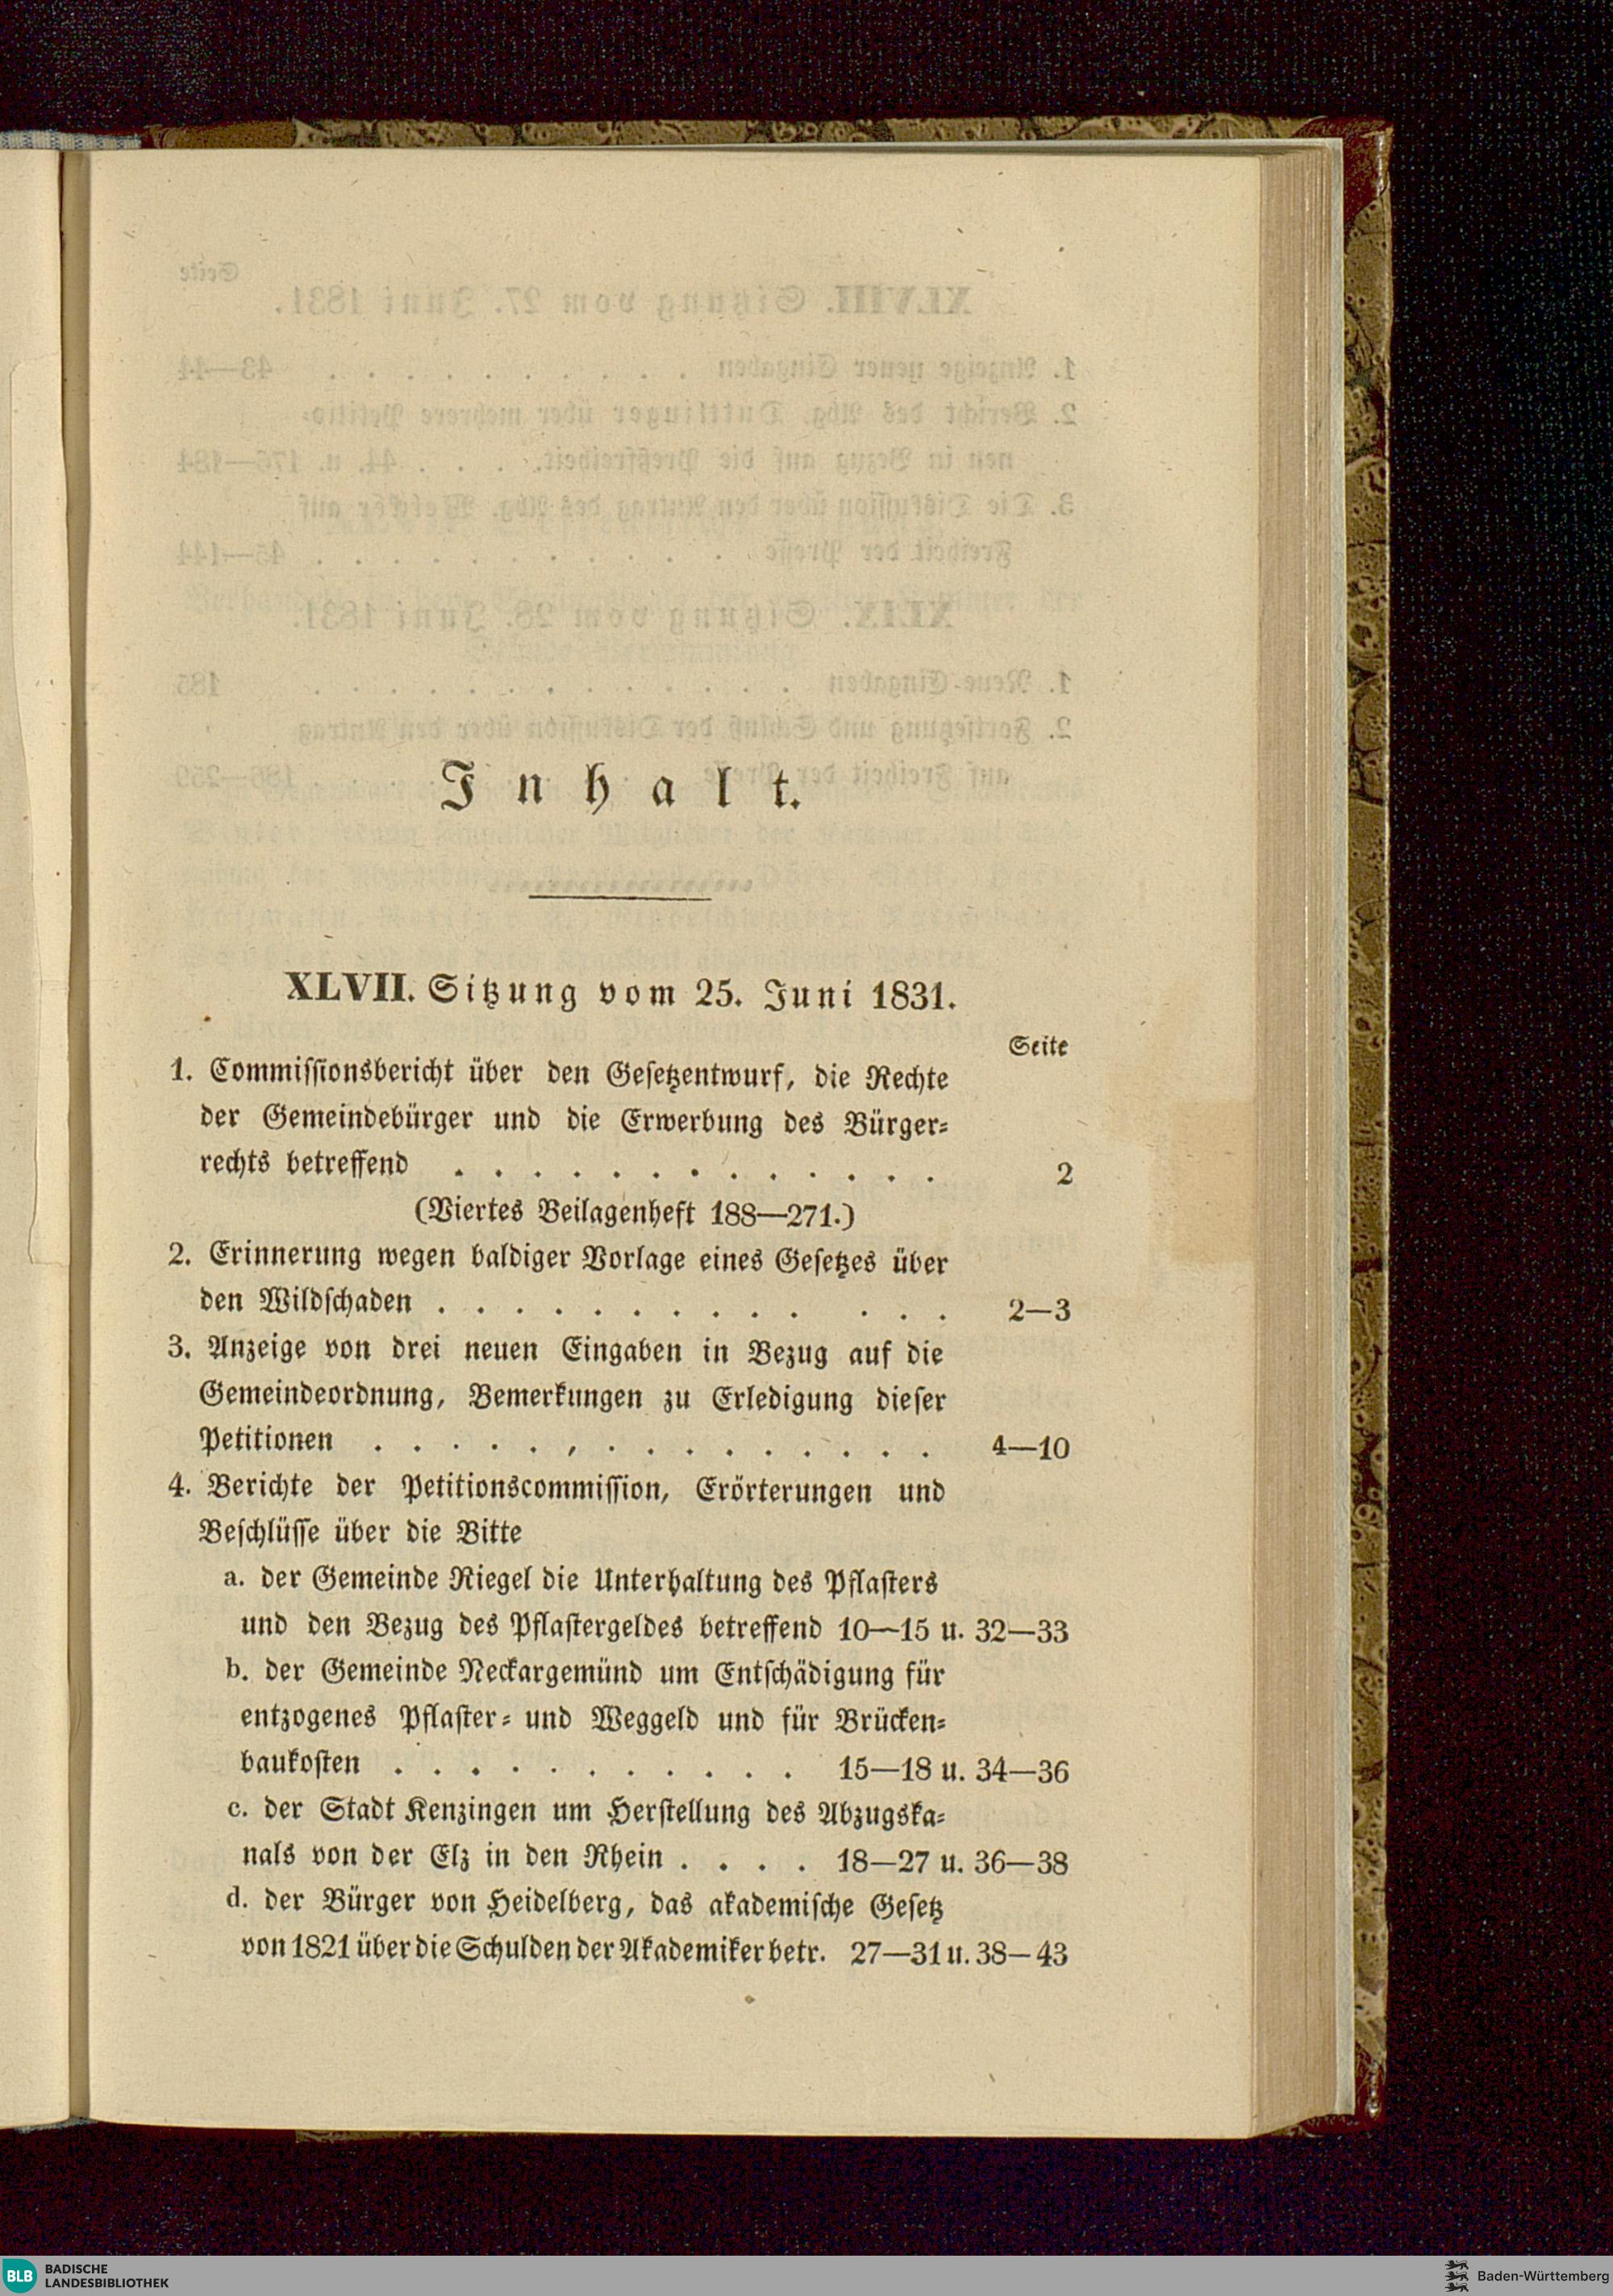 Inhalt.
XLVII. Sitzung vom 25. Juni 1831.
Seite
1. Commissionsbericht über den Gesetzentwurf, die Rechte
der Gemeindebürger und die Erwerbung des Bürger-
rechts betreffend . . . . . . . . . . . . . 2
(Viertes Beilagenheft 188—271.)
2. Erinnerung wegen baldiger Vorlage eines Gesetzes über
den Wildschaden . . . . . . . . . . . . . 2—3
3. Anzeige von drei neuen Eingaben in Bezug auf die
Gemeindeordnung, Bemerkungen zu Erledigung dieser
Petitionen . . . . . , . . . . . . . . . 4—10
4. Berichte der Petitionscommission, Erörterungen und
Beschlüsse über die Bitte
a. der Gemeinde Riegel die Unterhaltung des Pflasters
und den Bezug des Pflastergeldes betreffend 10—15 u. 32—33
b. der Gemeinde Neckargemünd um Entschädigung für
entzogenes Pflaster- und Weggeld und für Brücken-
baukosten . . . . . . . . . . . 15—18 u. 34—36
c. der Stadt Kenzingen um Herstellung des Abzugska-
nals von der Elz in den Rhein . . . . 18—27 u. 36—38
d. der Bürger von Heidelberg, das akademische Gesetz
von 1821 über die Schulden der Akademiker betr. 27—31 u. 38—43
BLB BADISCHE
LANDESBIBLIOTHEK
Baden-Württemberg